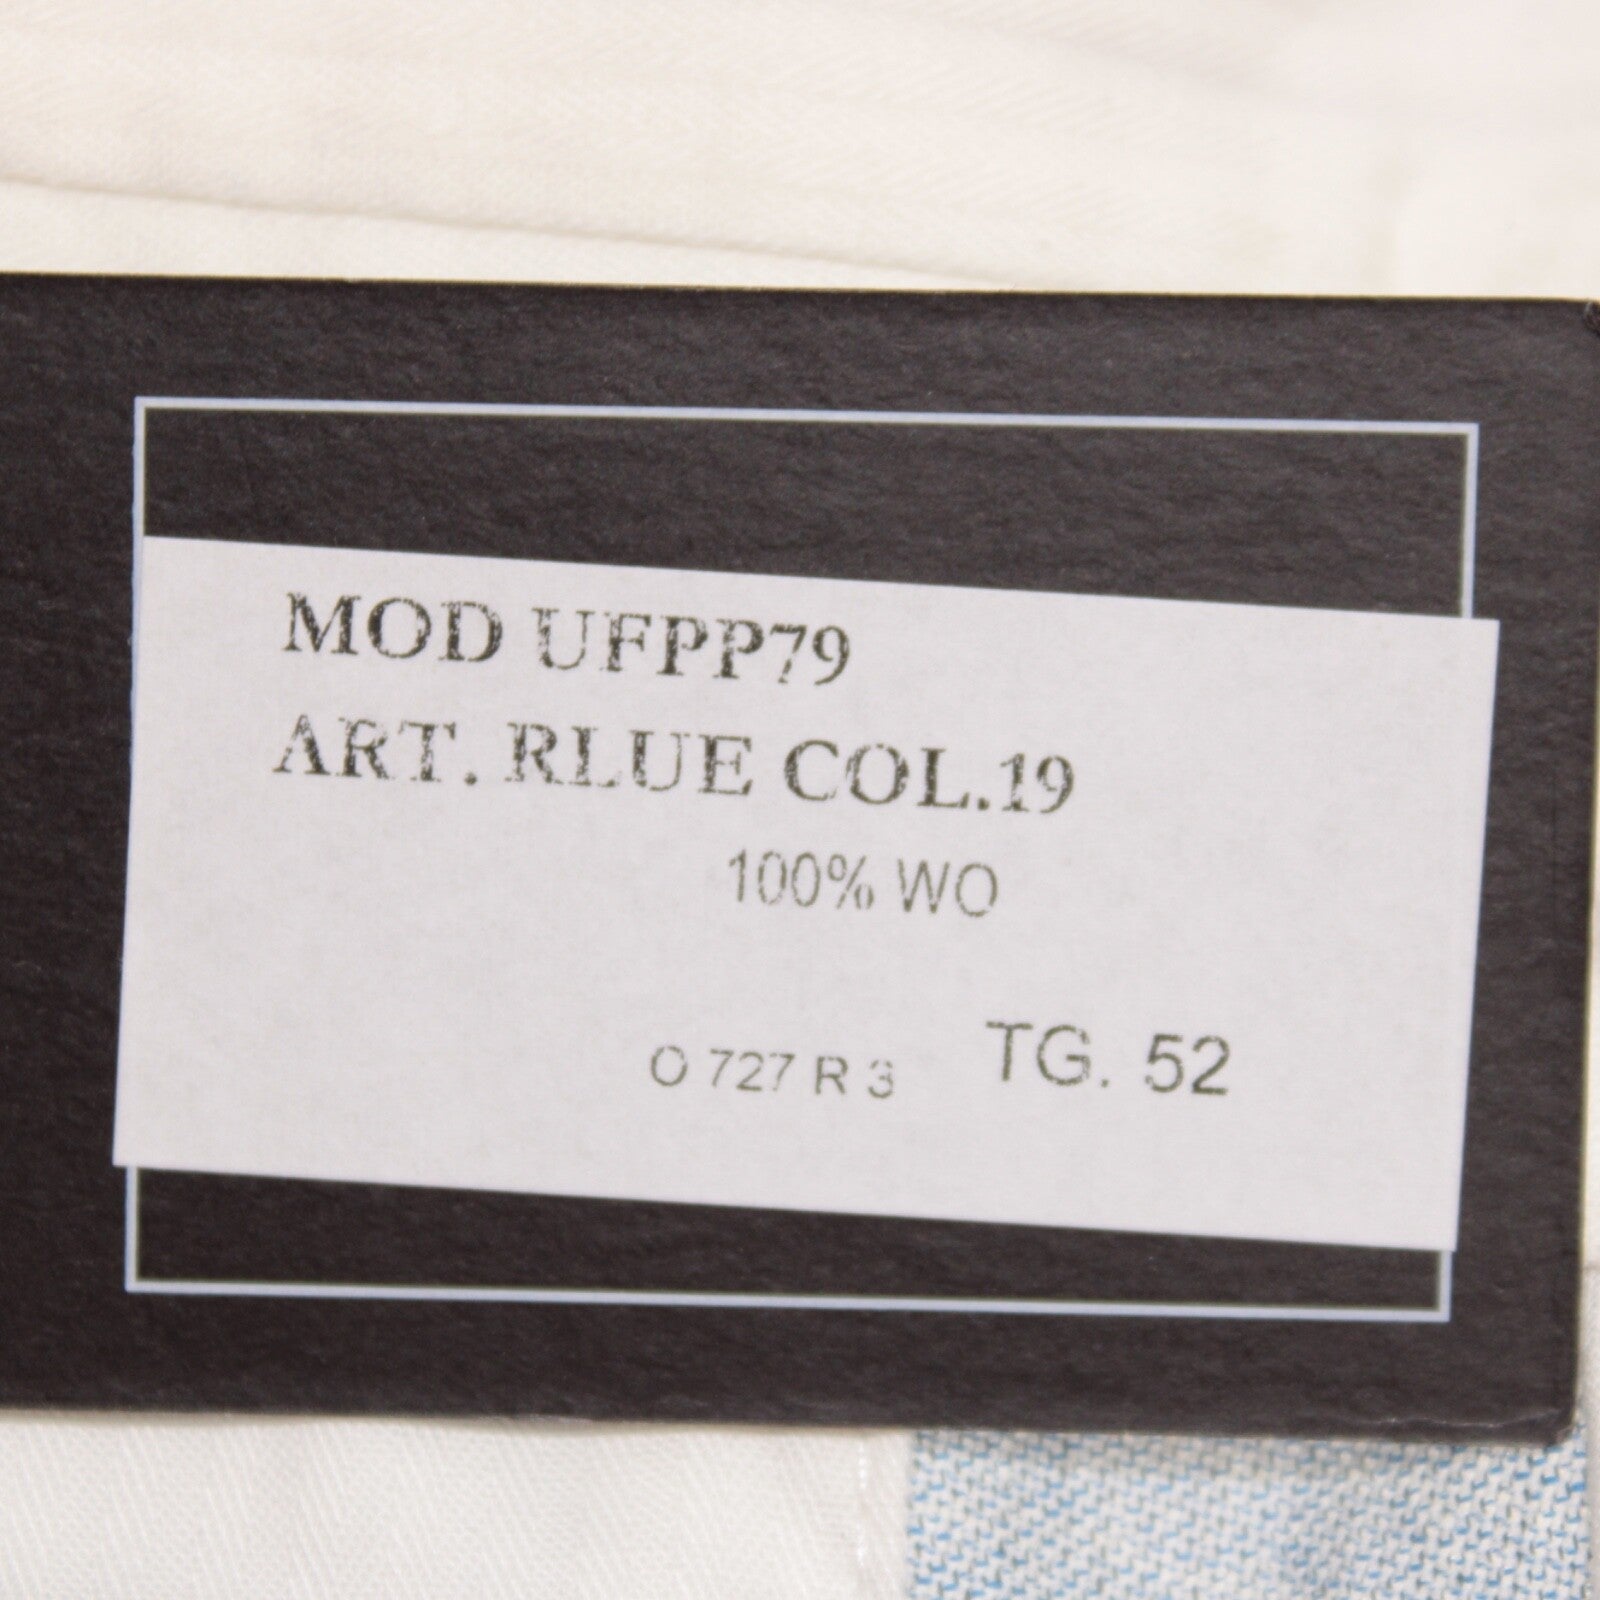 MOD UFPP79
ART. RLUE COL.19
100% WO
O 727 R 3 TG. 52